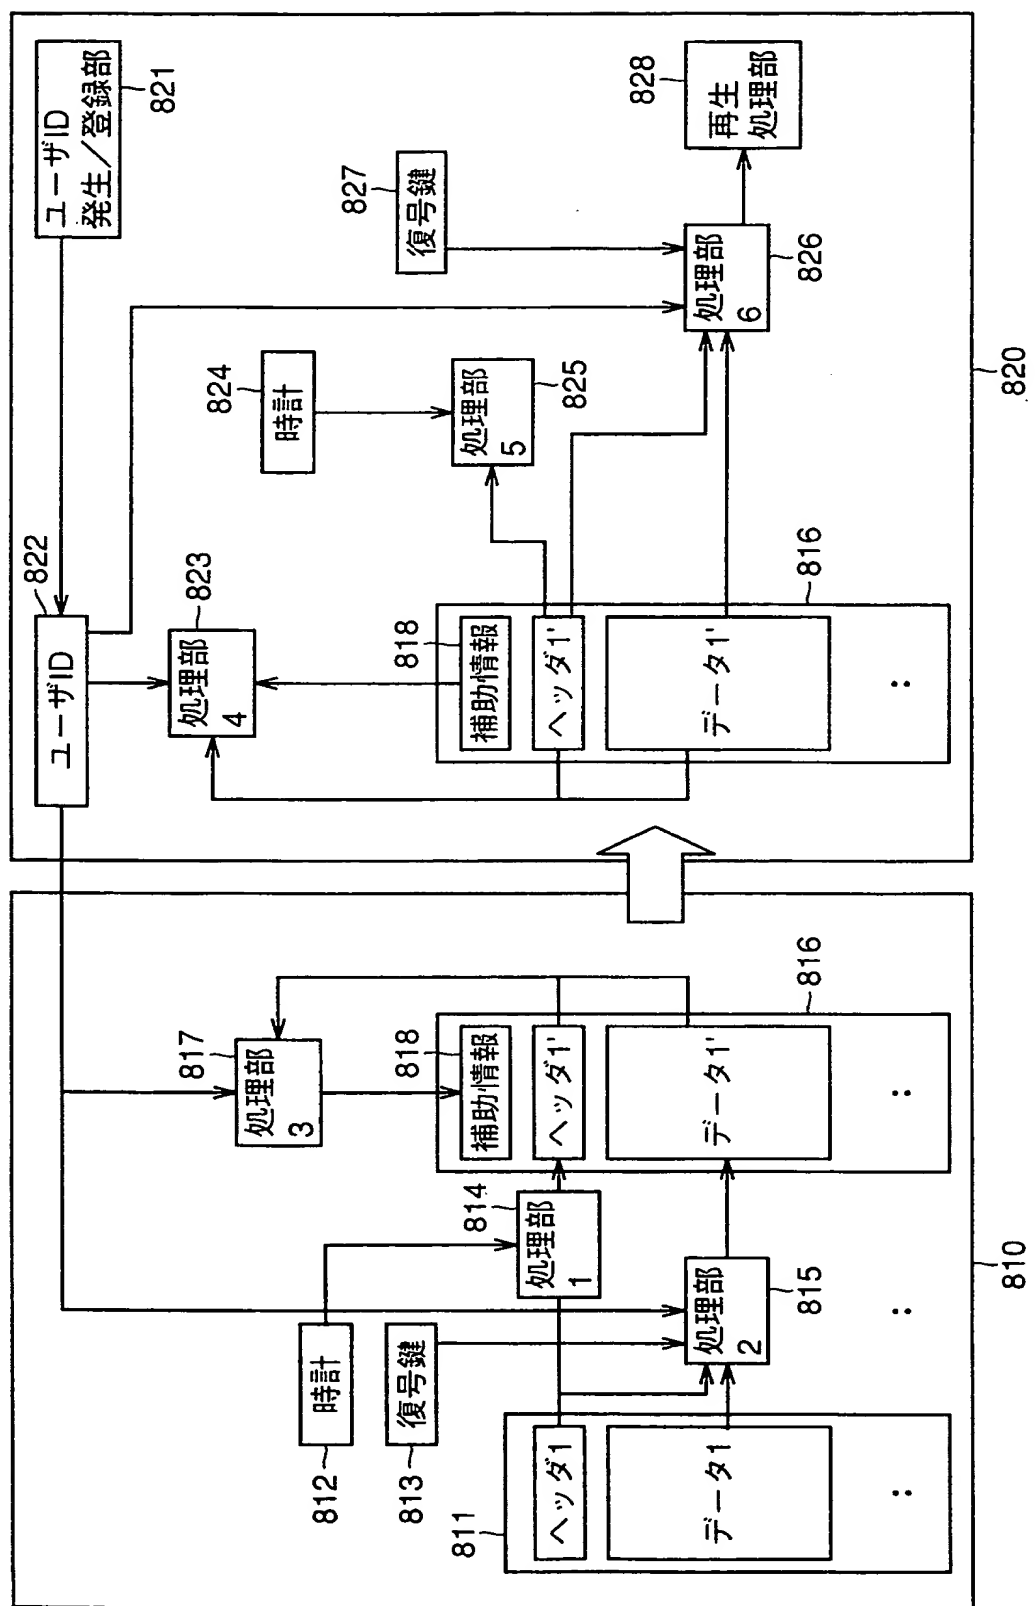 811
ヘッダ1
データ1
:
812
時計
813
復号鍵
処理部
1
814
処理部
2
815
:
処理部
3
817
補助情報
818
ヘッダ1'
データ1'
:
816
810
ユーザID
822
ユーザID
発生/登録部
821
処理部
4
823
補助情報
818
ヘッダ1'
データ1'
:
816
時計
824
処理部
5
825
復号鍵
827
処理部
6
826
再生
処理部
828
820